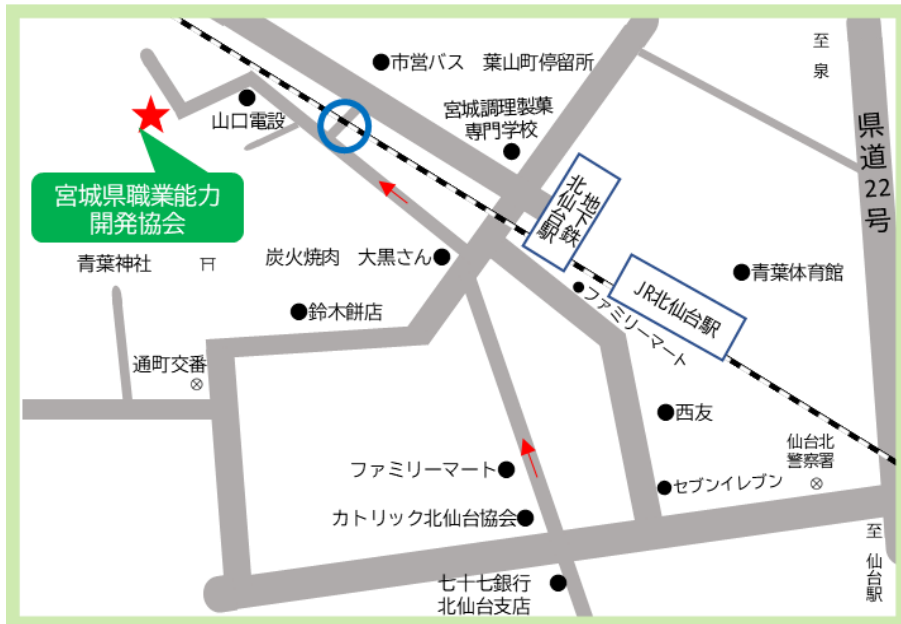 市営バス　葉山町停留所
至 泉
宮城調理製菓
専門学校
山口電設
県道22号
宮城県職業能力
開発協会
地下鉄
北仙台駅
青葉神社
炭火焼肉　大黒さん
青葉体育館
JR北仙台駅
ファミリーマート
鈴木餅店
通町交番
西友
仙台北
警察署
ファミリーマート
セブンイレブン
カトリック北仙台協会
至 仙台駅
七十七銀行
北仙台支店